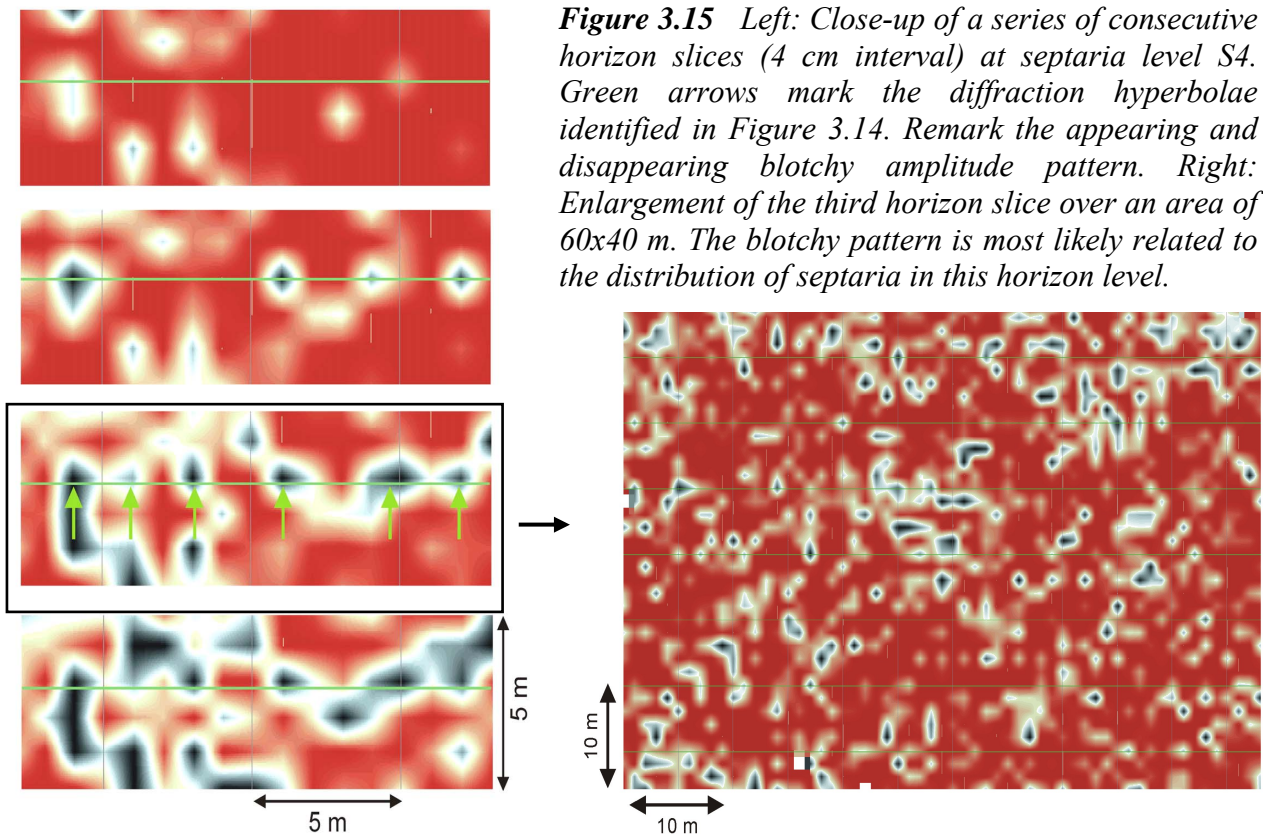 Figure 3.15 Left: Close-up of a series of consecutive
horizon slices (4 cm interval) at septaria level S4.
Green arrows mark the diffraction hyperbolae
identified in Figure 3.14. Remark the appearing and
disappearing blotchy amplitude pattern. Right:
Enlargement of the third horizon slice over an area of
60x40 m. The blotchy pattern is most likely related to
the distribution of septaria in this horizon level.
5 m
5 m
10 m
10 m